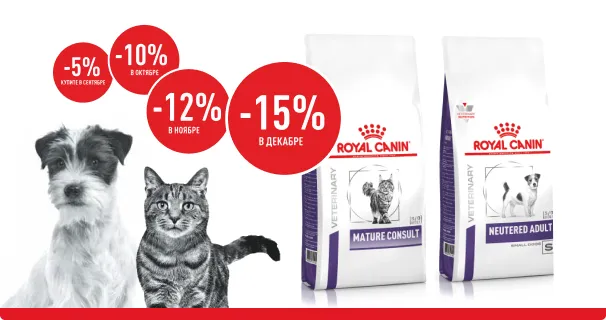 -5%
КУПИТЕ В СЕНТЯБРЕ
-10%
В ОКТЯБРЕ
-12%
В НОЯБРЕ
-15%
В ДЕКАБРЕ
ROYAL CANIN
VETERINARY
MATURE CONSULT
ROYAL CANIN
VETERINARY
NEUTERED ADULT
SMALL DOGS
S